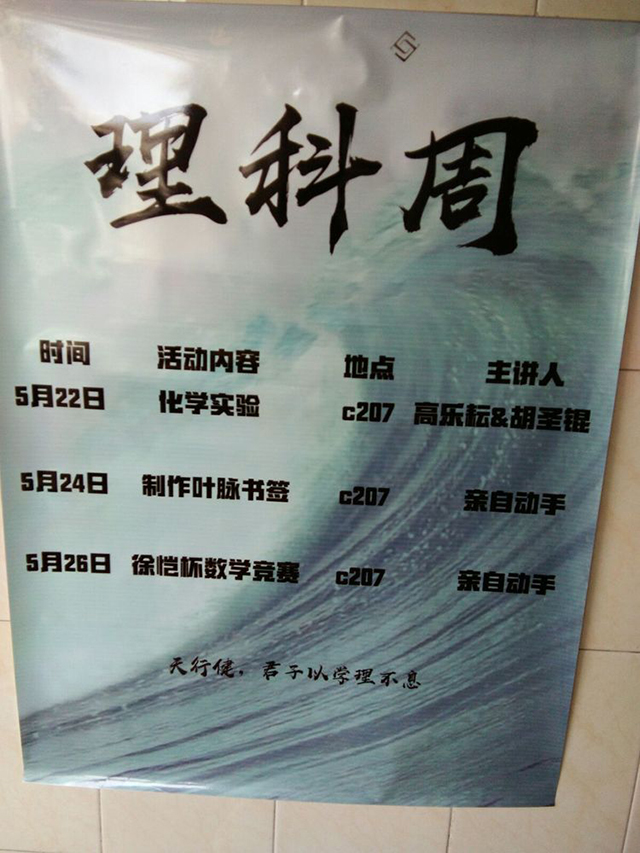 理科周
时间 活动内容 地点 主讲人
5月22日 化学实验 c207 高乐耘&胡圣锟
5月24日 制作叶脉书签 c207 亲自动手
5月26日 徐恺杯数学竞赛 c207 亲自动手
天行健，君子以学理不息